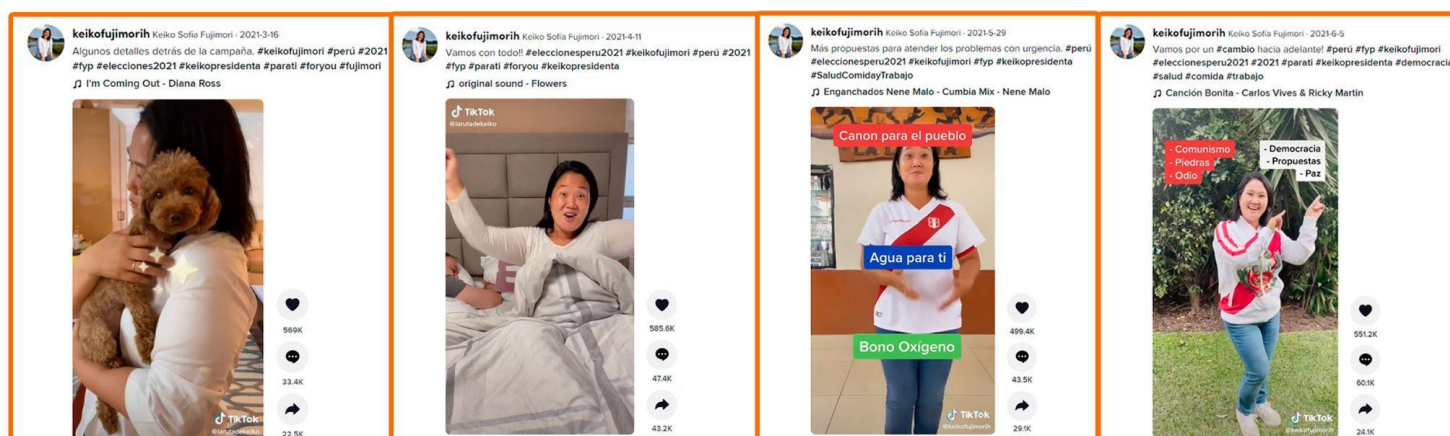 keikofujimorih Keiko Sofia Fujimori · 2021-3-16
Algunos detalles detrás de la campaña. #keikofujimori #perú #2021
#fyp #elecciones2021 #keikopresidenta #parati #foryou #fujimori
♫ I'm Coming Out - Diana Ross
569K
33.4K
22.5K
TikTok
@larutadekeiko
keikofujimorih Keiko Sofia Fujimori · 2021-4-11
Vamos con todo!! #eleccionesperu2021 #keikofujimori #perú #2021
#fyp #parati #foryou #keikopresidenta
♫ original sound - Flowers
TikTok
@larutadekeiko
585.6K
47.4K
43.2K
keikofujimorih Keiko Sofia Fujimori · 2021-5-29
Más propuestas para atender los problemas con urgencia. #perú
#eleccionesperu2021 #keikofujimori #fyp #keikopresidenta
#SaludComidayTrabajo
♫ Enganchados Nene Malo - Cumbia Mix - Nene Malo
Canon para el pueblo
Agua para ti
Bono Oxígeno
499.4K
43.5K
29.1K
TikTok
@keikofujimorih
keikofujimorih Keiko Sofia Fujimori · 2021-6-5
Vamos por un #cambio hacia adelante! #perú #fyp #keikofujimori
#eleccionesperu2021 #2021 #parati #keikopresidenta #democracia
#salud #comida #trabajo
♫ Canción Bonita - Carlos Vives & Ricky Martin
- Comunismo
- Piedras
- Odio
- Democracia
- Propuestas
- Paz
551.2K
60.1K
24.1K
TikTok
@keikofujimorih